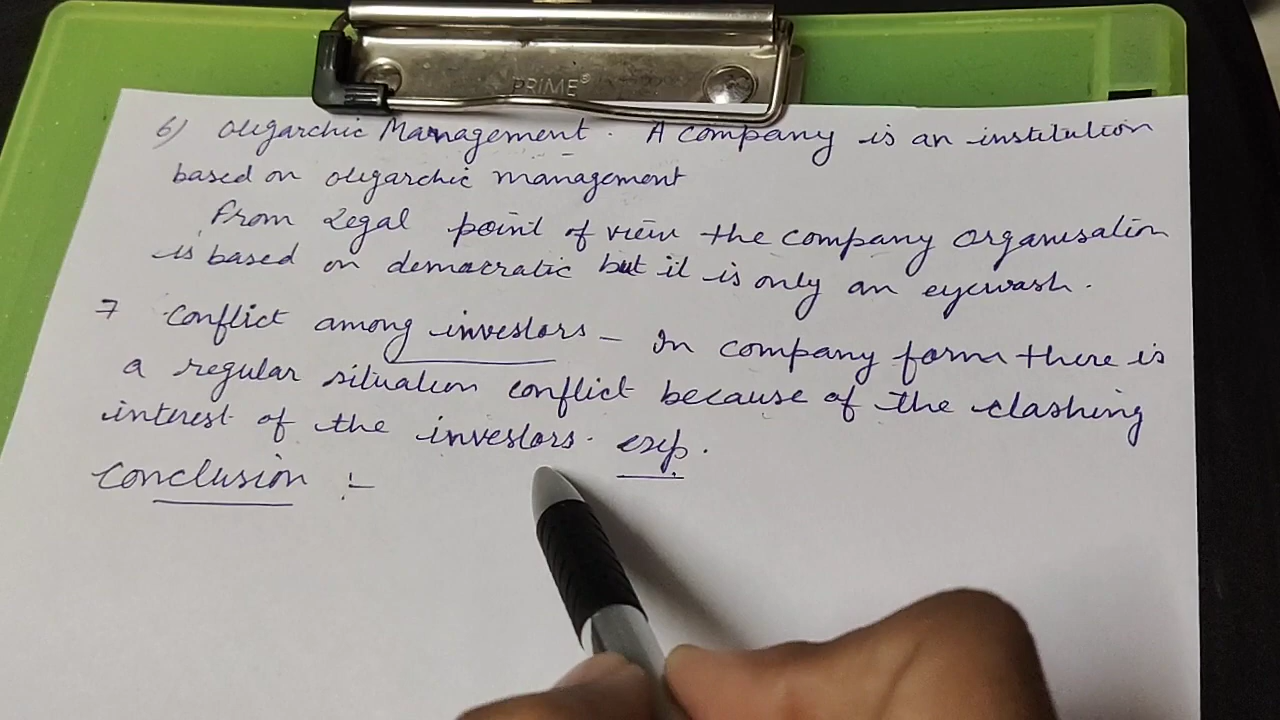 PRIME®
6) Oligarchic Management. A company is an institution
based on oligarchic management
From Legal point of view the company organisation
is based on democratic but it is only an eyewash.
7 Conflict among investors - In company form there is
a regular situation conflict because of the clashing
interest of the investors.
Conclusion :-